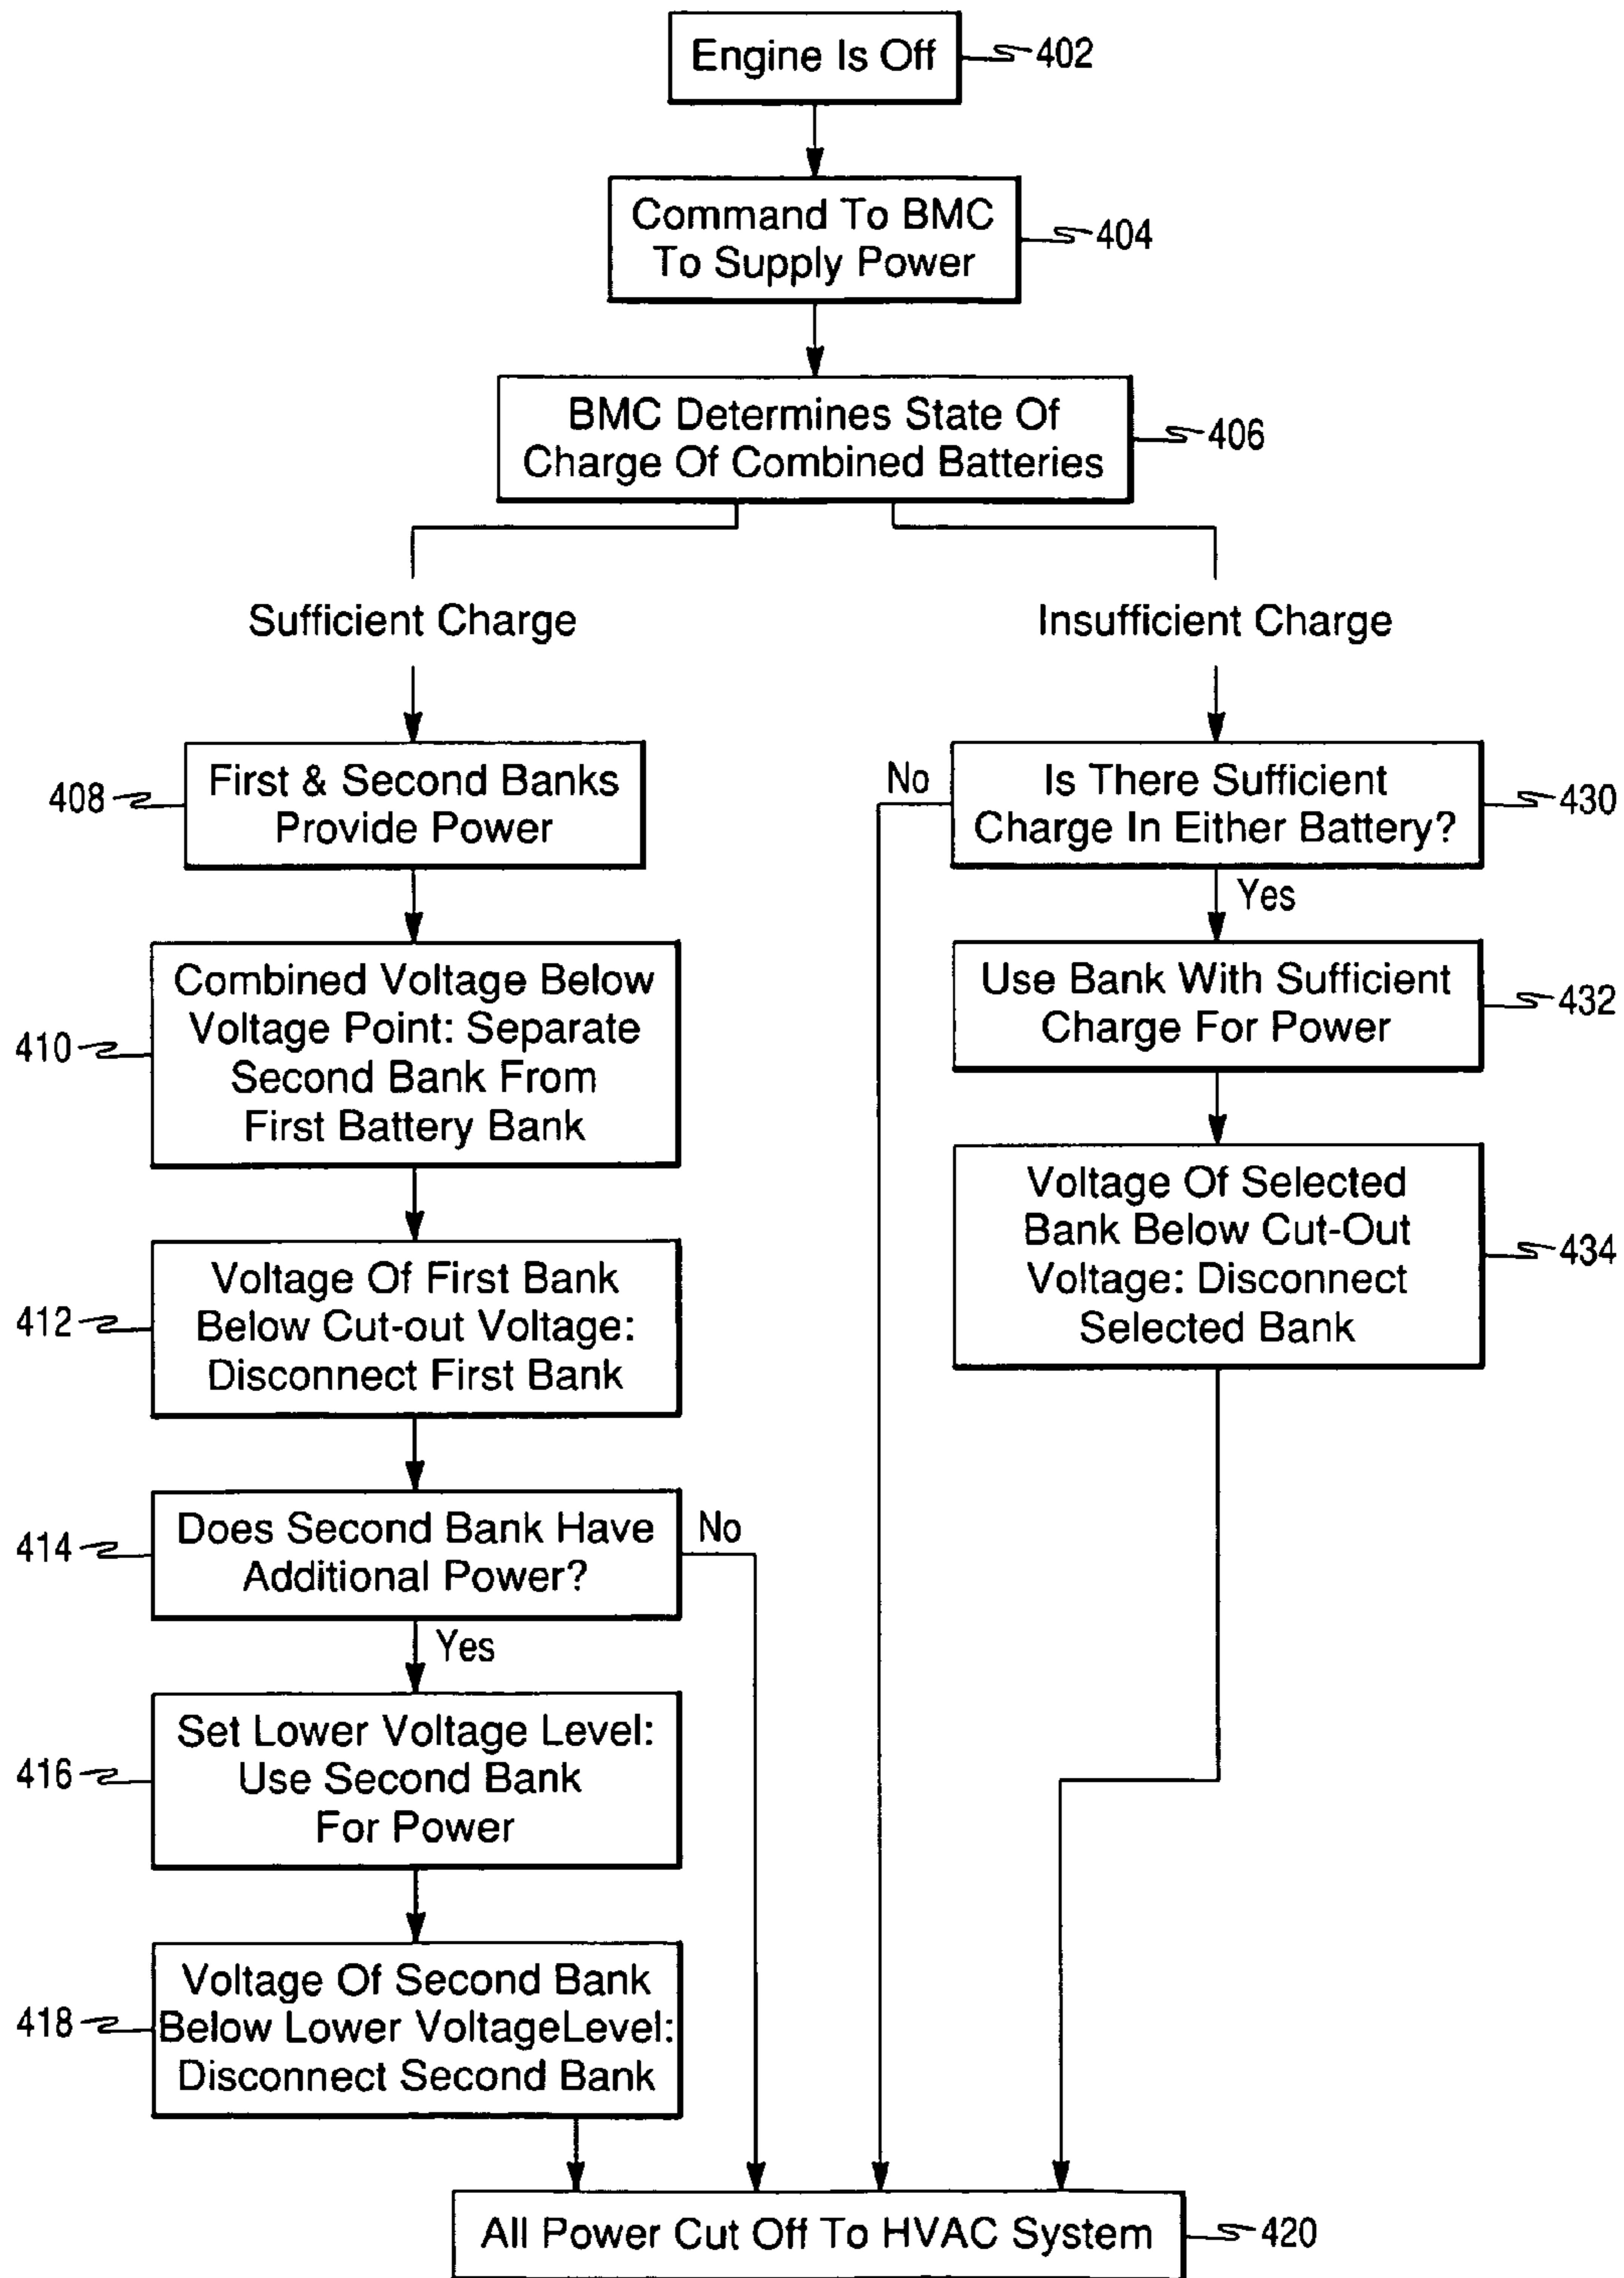 Engine Is Off
402
Command To BMC
To Supply Power
404
BMC Determines State Of
Charge Of Combined Batteries
406
Sufficient Charge
Insufficient Charge
First & Second Banks
Provide Power
408
No
Is There Sufficient
Charge In Either Battery?
430
Yes
Combined Voltage Below
Voltage Point: Separate
Second Bank From
First Battery Bank
410
Use Bank With Sufficient
Charge For Power
432
Voltage Of Selected
Bank Below Cut-Out
Voltage: Disconnect
Selected Bank
434
Voltage Of First Bank
Below Cut-out Voltage:
Disconnect First Bank
412
Does Second Bank Have
Additional Power?
414
No
Yes
Set Lower Voltage Level:
Use Second Bank
For Power
416
Voltage Of Second Bank
Below Lower VoltageLevel:
Disconnect Second Bank
418
All Power Cut Off To HVAC System
420